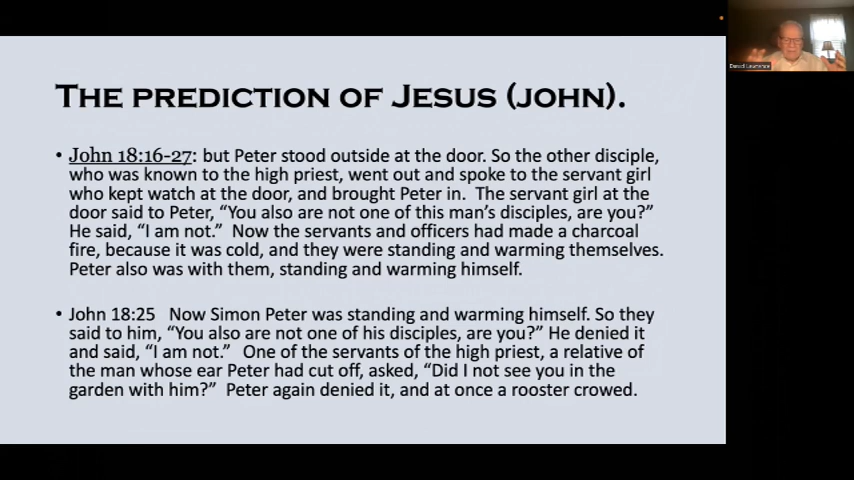 The prediction of Jesus (john).
• John 18:16-27: but Peter stood outside at the door. So the other disciple,
who was known to the high priest, went out and spoke to the servant girl
who kept watch at the door, and brought Peter in.  The servant girl at the
door said to Peter, “You also are not one of this man’s disciples, are you?”
He said, “I am not.”  Now the servants and officers had made a charcoal
fire, because it was cold, and they were standing and warming themselves.
Peter also was with them, standing and warming himself.
• John 18:25   Now Simon Peter was standing and warming himself. So they
said to him, “You also are not one of his disciples, are you?” He denied it
and said, “I am not.”  One of the servants of the high priest, a relative of
the man whose ear Peter had cut off, asked, “Did I not see you in the
garden with him?”  Peter again denied it, and at once a rooster crowed.
Lawrence